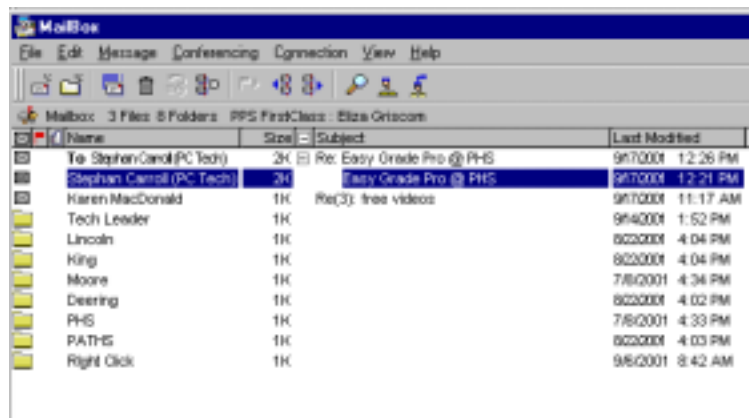 MailBox
File Edit Message Conferencing Connection View Help
Mailbox 3 Files 8 Folders PPS FirstClass : Eliza Griscom
Name Size Subject Last Modified
To Stephan Carroll (PC Tech) 2K Re: Easy Grade Pro @ PHS 9/17/2001 12:26 PM
Stephan Carroll (PC Tech) 2K Easy Grade Pro @ PHS 9/17/2001 12:21 PM
Karen MacDonald 1K Re(3): free videos 9/17/2001 11:17 AM
Tech Leader 1K 9/14/2001 1:52 PM
Lincoln 1K 8/22/2001 4:04 PM
King 1K 8/22/2001 4:04 PM
Moore 1K 7/8/2001 4:34 PM
Deering 1K 8/22/2001 4:02 PM
PHS 1K 7/8/2001 4:33 PM
PATHS 1K 8/22/2001 4:03 PM
Right Click 1K 9/6/2001 8:42 AM